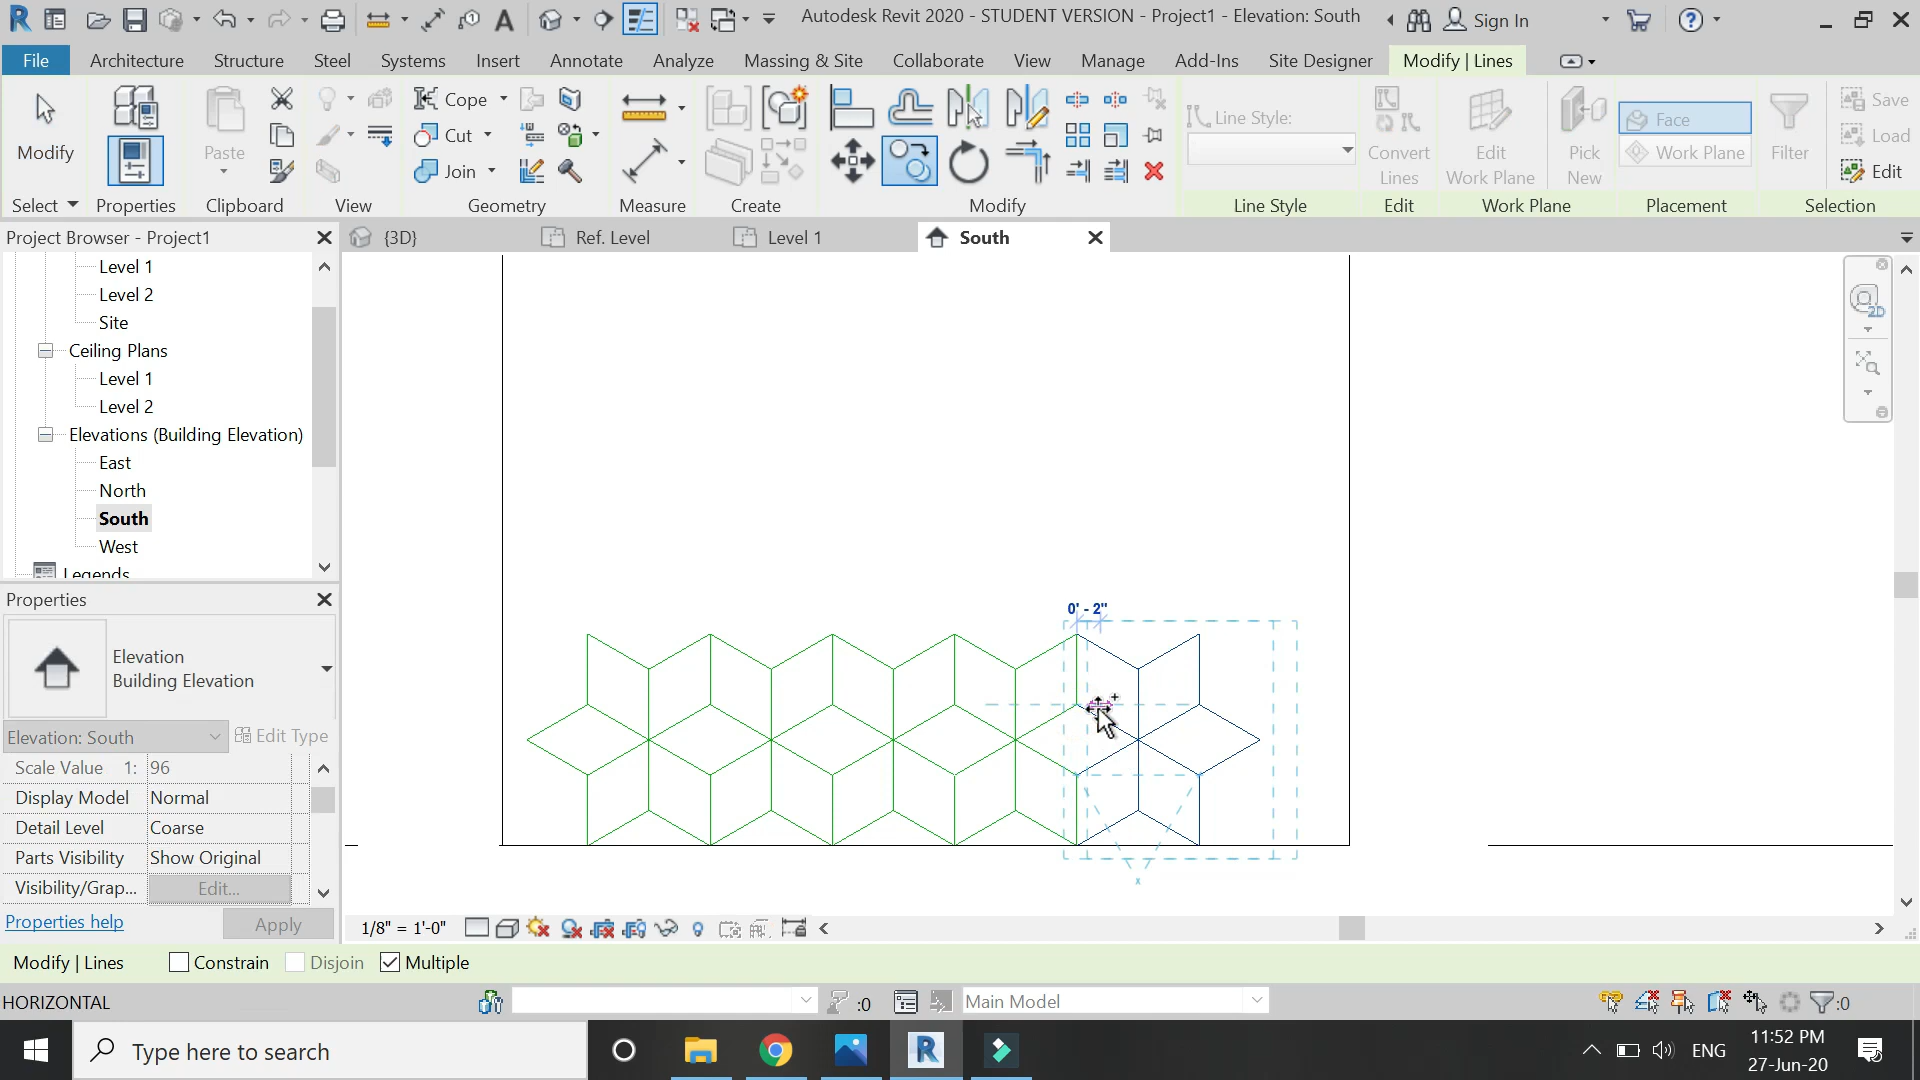 Autodesk Revit 2020 - STUDENT VERSION - Project1 - Elevation: South
Sign In
File Architecture Structure Steel Systems Insert Annotate Analyze Massing & Site Collaborate View Manage Add-Ins Site Designer Modify | Lines
Cope
Line Style:
Face
Save
Cut
Load
Modify
Paste
Convert
Lines
Edit
Work Plane
Pick
New
Work Plane
Filter
Join
Edit
Select Properties Clipboard View Geometry Measure Create Modify Line Style Edit Work Plane Placement Selection
Project Browser - Project1
{3D} Ref. Level Level 1 South
Level 1
Level 2
Site
Ceiling Plans
Level 1
Level 2
Elevations (Building Elevation)
East
North
South
West
Legends
Properties
Elevation
Building Elevation
Elevation: South
Edit Type
Scale Value 1: 96
Display Model Normal
Detail Level Coarse
Parts Visibility Show Original
Visibility/Grap... Edit...
Properties help
Apply
0' - 2"
2D
x
1/8" = 1'-0"
Modify | Lines Constrain Disjoin Multiple
HORIZONTAL
:0
Main Model
:0
Type here to search
ENG
11:52 PM
27-Jun-20